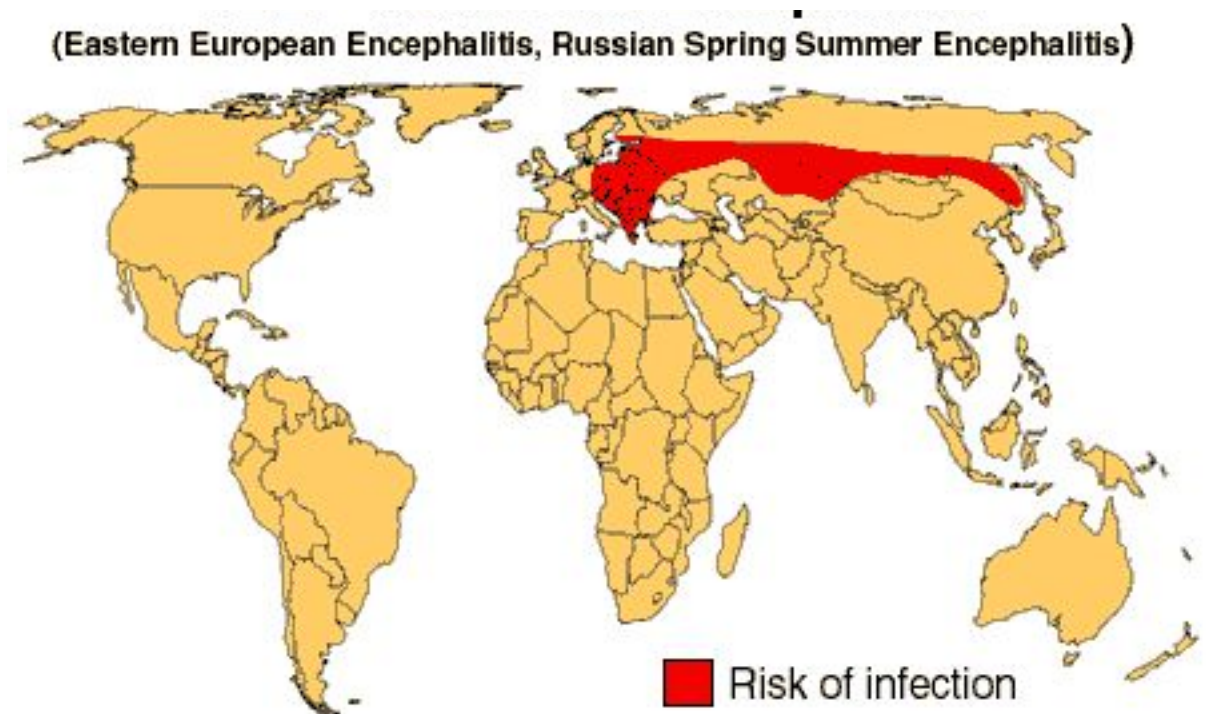 (Eastern European Encephalitis, Russian Spring Summer Encephalitis)
Risk of infection